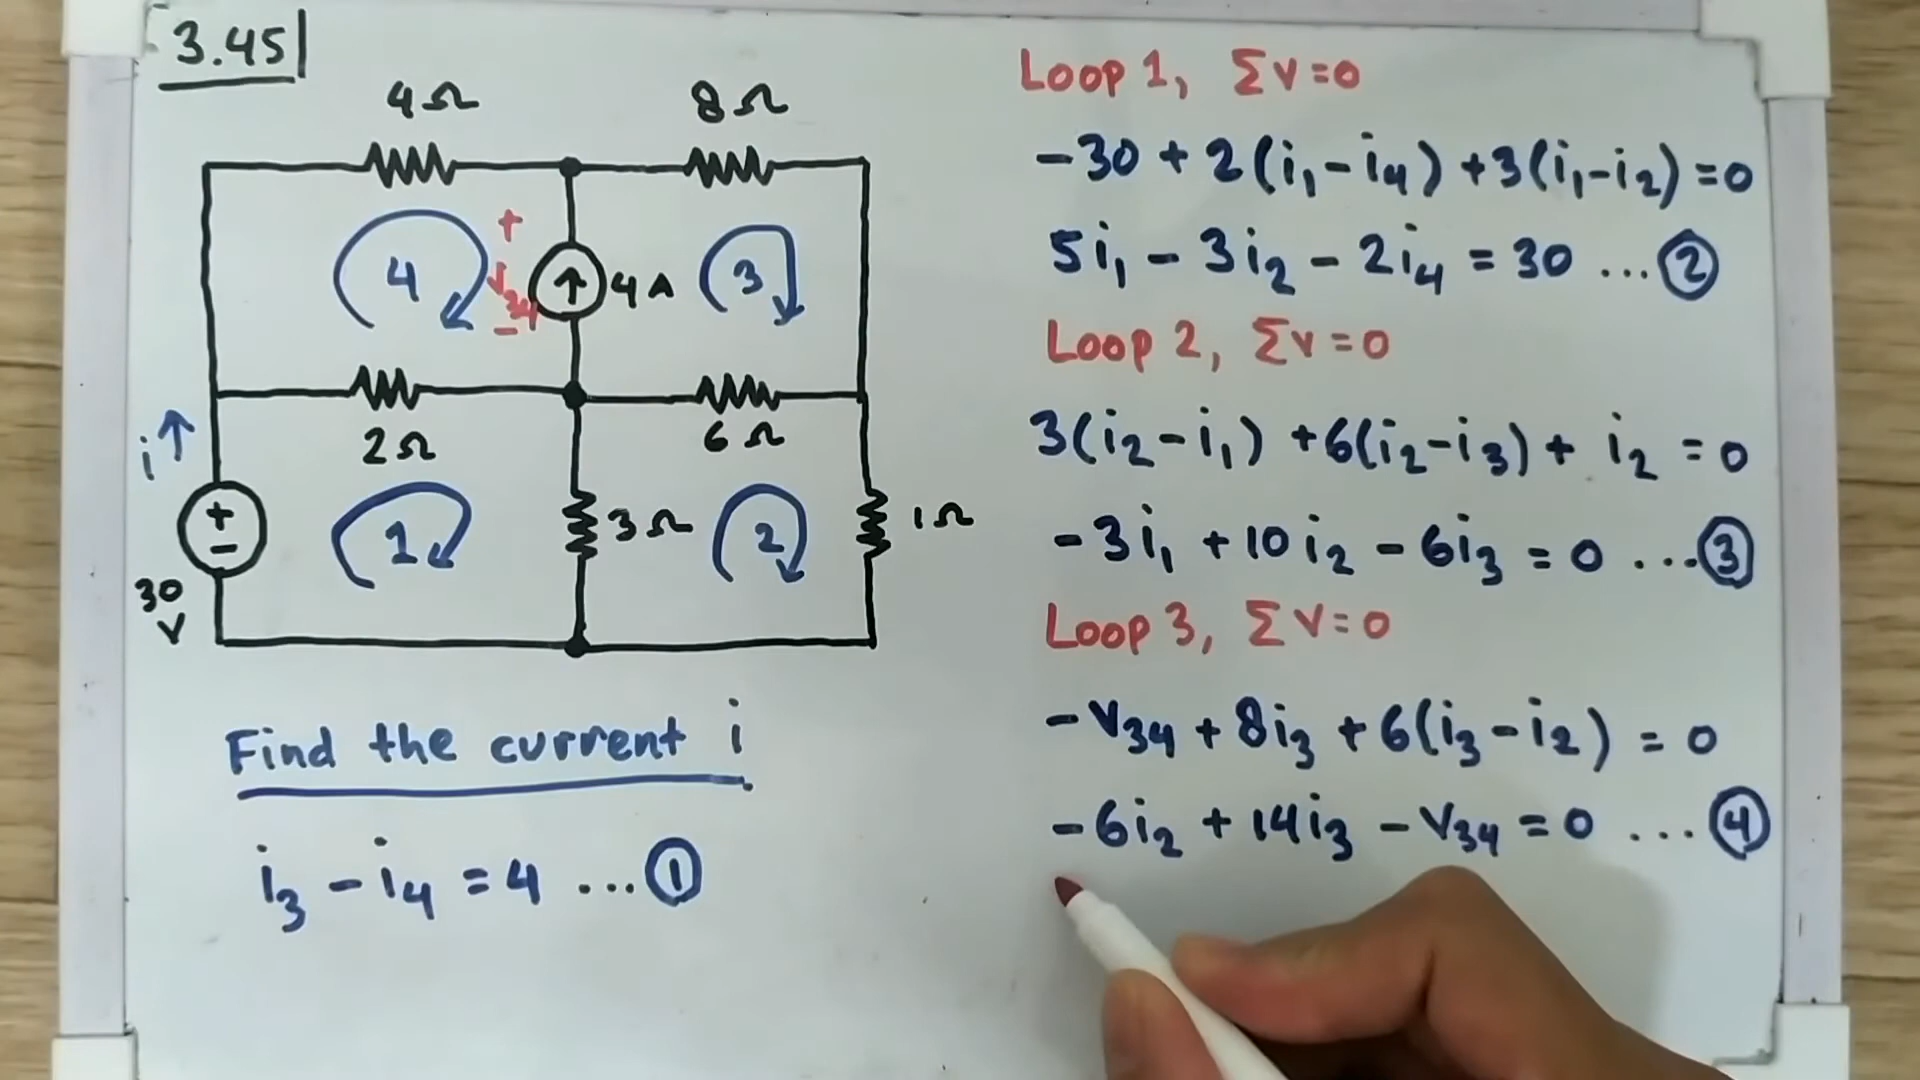 3.45
4Ω
8Ω
4
+
V34
-
4A
3
i
2Ω
6Ω
+
-
30
V
1
3Ω
2
1Ω
Find the current i
i3 - i4 = 4 ... ①
Loop 1, ΣV=0
-30 + 2(i1 - i4) + 3(i1 - i2) = 0
5i1 - 3i2 - 2i4 = 30 ... ②
Loop 2, ΣV=0
3(i2 - i1) + 6(i2 - i3) + i2 = 0
-3i1 + 10i2 - 6i3 = 0 ... ③
Loop 3, ΣV=0
-V34 + 8i3 + 6(i3 - i2) = 0
-6i2 + 14i3 - V34 = 0 ... ④